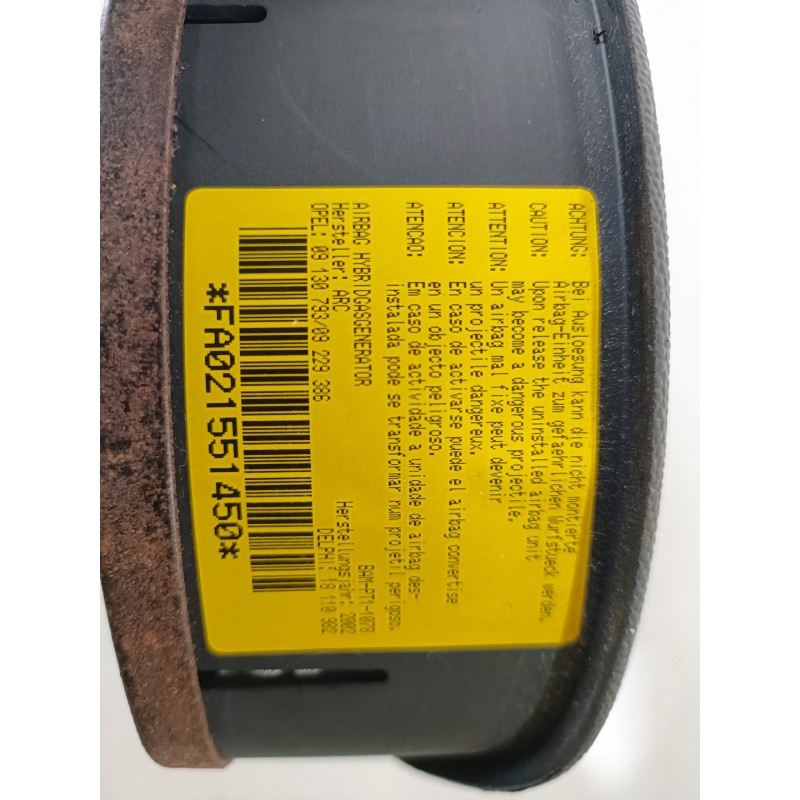 ACHTUNG: Bei Ausloesung kann die nicht montierte
Airbag-Einheit zum gefaehrlichen Wurfstueck werden.
CAUTION: Upon release the uninstalled airbag unit
may become a dangerous projectile.
ATTENTION: Un airbag mal fixe peut devenir
un projectile dangereux.
ATENCION: En caso de activarse puede el airbag convertise
en un objecto peligroso.
ATENCAO: Em caso de actividade a unidade de airbag des-
instalada pode se transformar num projetil perigoso.
AIRBAG HYBRIDGASGENERATOR BAM-PT1-1078
Hersteller: ARC Herstellungsjahr: 2002
OPEL: 09 130 793/09 229 386 DELPHI: 18 110 982
*FA021551450*